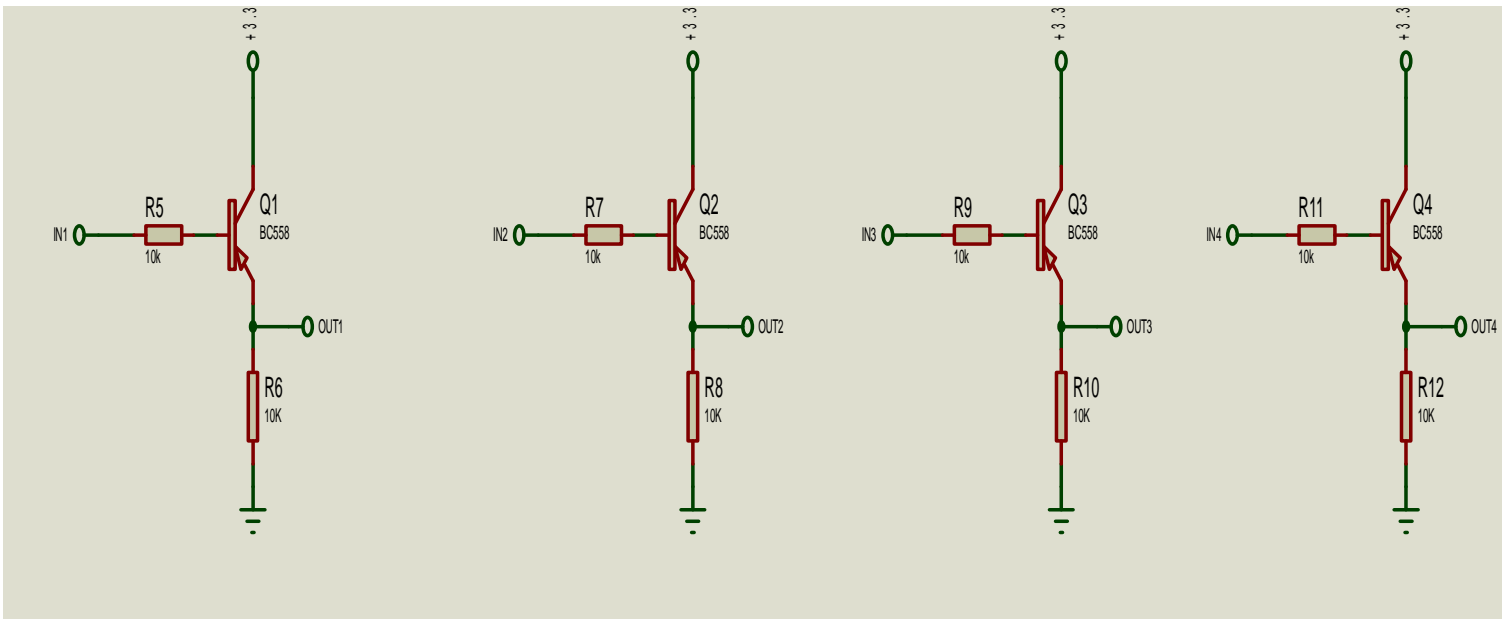 +3.3
+3.3
+3.3
+3.3
R5
10k
Q1
BC558
IN1
OUT1
R6
10K
R7
10k
Q2
BC558
IN2
OUT2
R8
10K
R9
10k
Q3
BC558
IN3
OUT3
R10
10K
R11
10k
Q4
BC558
IN4
OUT4
R12
10K